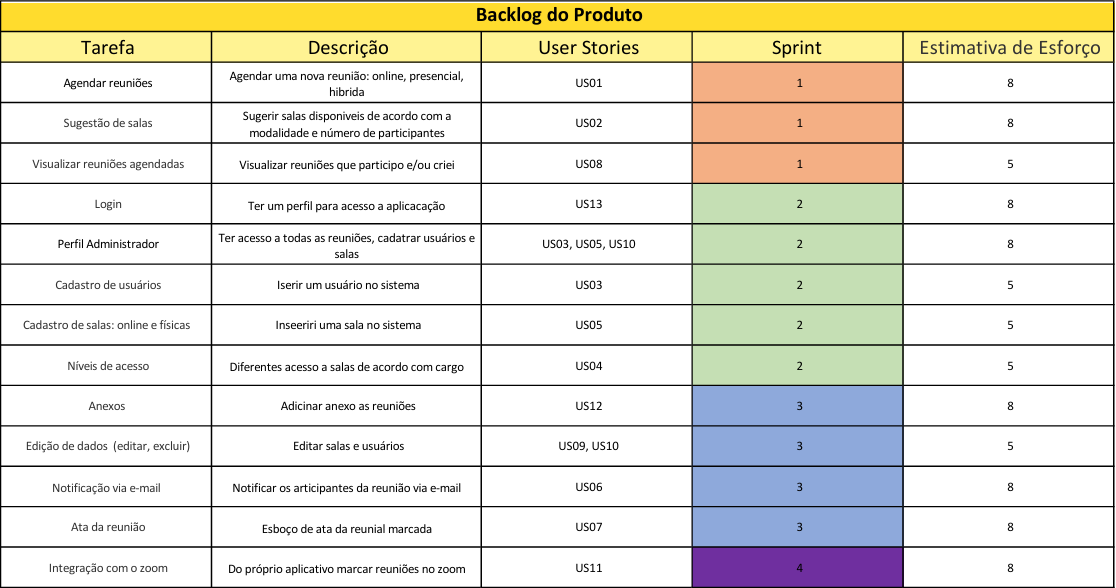 Backlog do Produto
Tarefa Descrição User Stories Sprint Estimativa de Esforço
Agendar reuniões Agendar uma nova reunião: online, presencial, hibrida US01 1 8
Sugestão de salas Sugerir salas disponiveis de acordo com a modalidade e número de participantes US02 1 8
Visualizar reuniões agendadas Visualizar reuniões que participo e/ou criei US08 1 5
Login Ter um perfil para acesso a aplicacação US13 2 8
Perfil Administrador Ter acesso a todas as reuniões, cadatrar usuários e salas US03, US05, US10 2 8
Cadastro de usuários Iserir um usuário no sistema US03 2 5
Cadastro de salas: online e físicas Inseeriri uma sala no sistema US05 2 5
Níveis de acesso Diferentes acesso a salas de acordo com cargo US04 2 5
Anexos Adicinar anexo as reuniões US12 3 8
Edição de dados (editar, excluir) Editar salas e usuários US09, US10 3 5
Notificação via e-mail Notificar os articipantes da reunião via e-mail US06 3 8
Ata da reunião Esboço de ata da reunial marcada US07 3 8
Integração com o zoom Do próprio aplicativo marcar reuniões no zoom US11 4 8